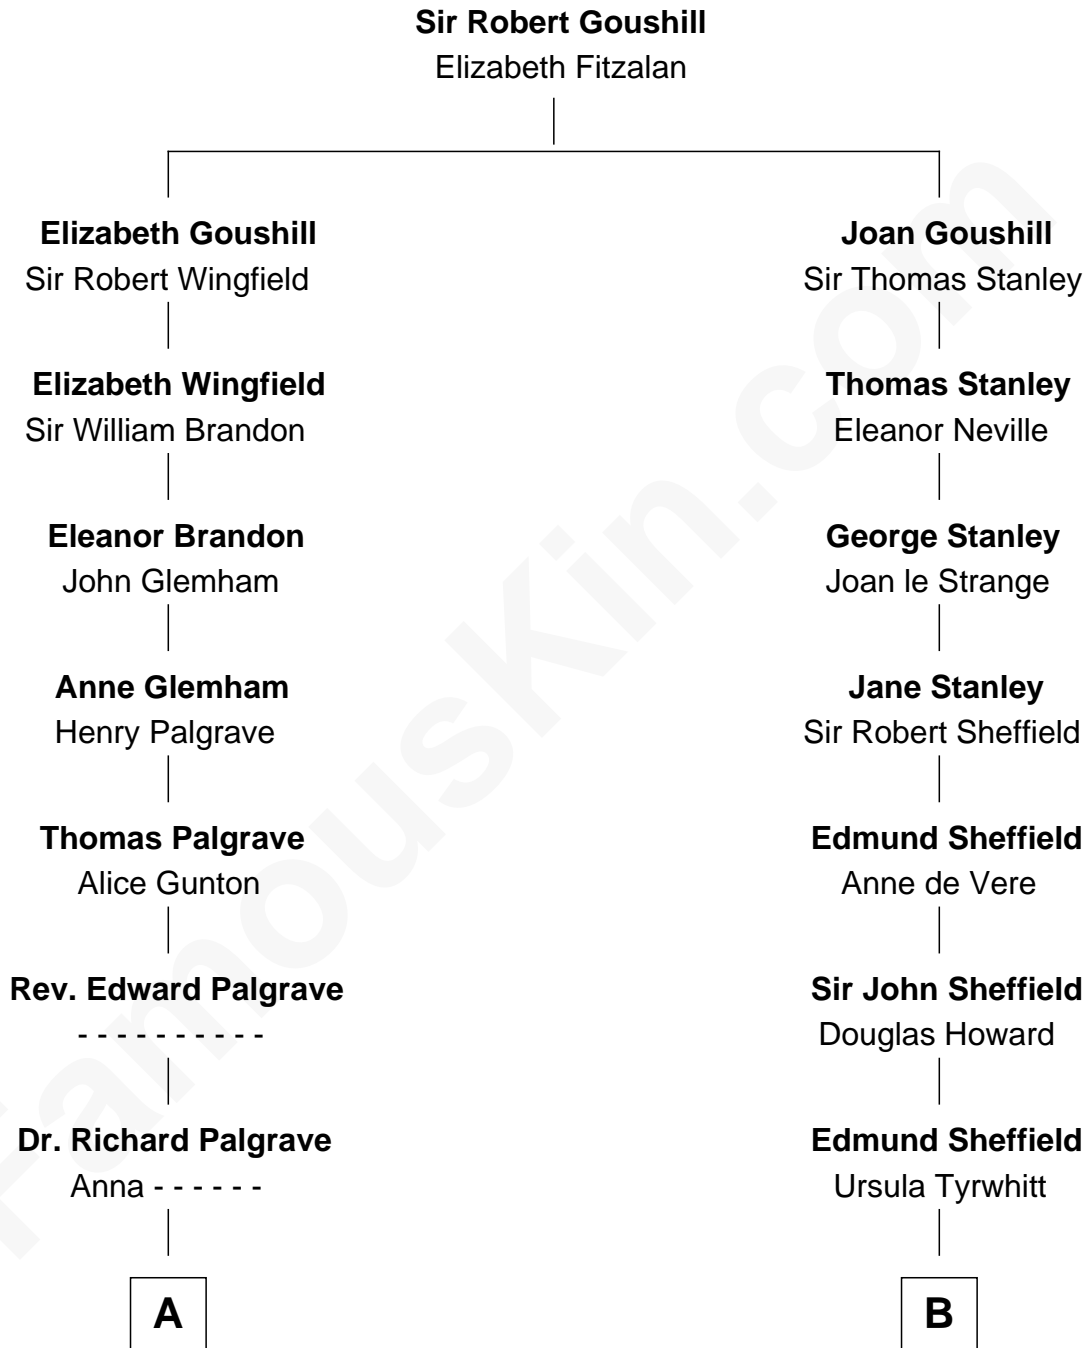 Sir Robert Goushill
Elizabeth Fitzalan
Elizabeth Goushill
Sir Robert Wingfield
Joan Goushill
Sir Thomas Stanley
Elizabeth Wingfield
Sir William Brandon
Thomas Stanley
Eleanor Neville
Eleanor Brandon
John Glemham
George Stanley
Joan le Strange
Anne Glemham
Henry Palgrave
Jane Stanley
Sir Robert Sheffield
Thomas Palgrave
Alice Gunton
Edmund Sheffield
Anne de Vere
Rev. Edward Palgrave
- - - - - - - - - -
Sir John Sheffield
Douglas Howard
Dr. Richard Palgrave
Anna - - - - - -
Edmund Sheffield
Ursula Tyrwhitt
A
B
FamousKin.com